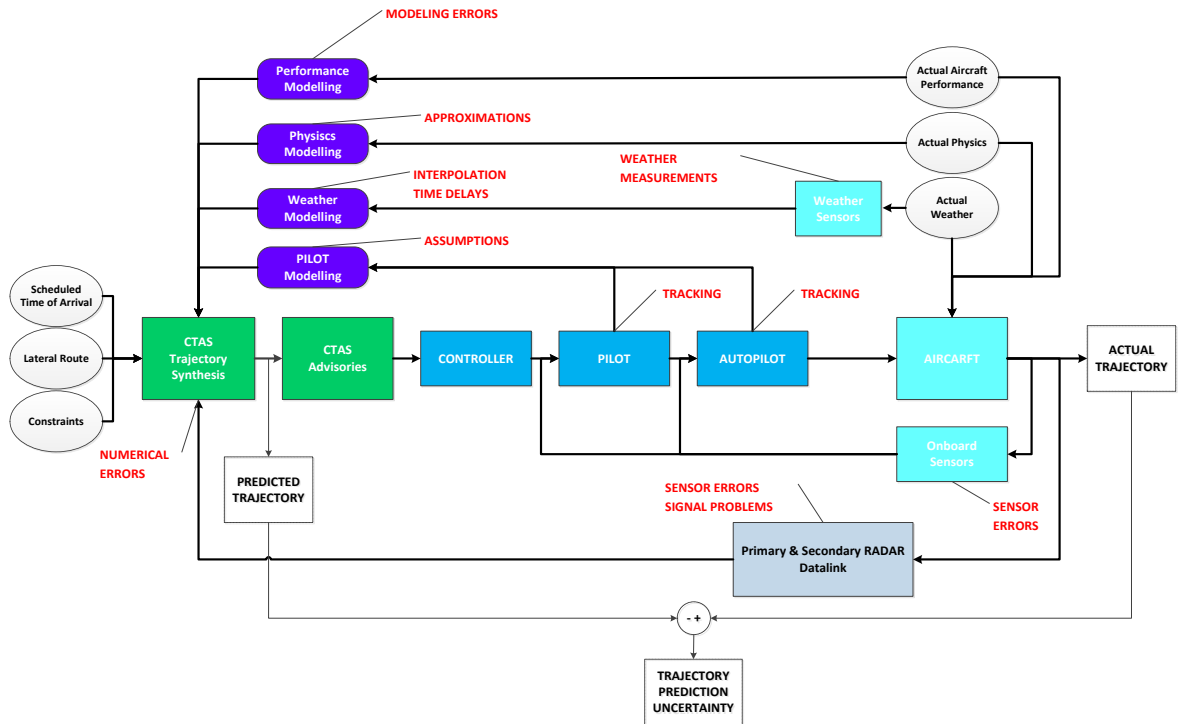 MODELING ERRORS
Performance
Modelling
Actual Aircraft
Performance
APPROXIMATIONS
Physiscs
Modelling
Actual Physics
WEATHER
MEASUREMENTS
INTERPOLATION
TIME DELAYS
Weather
Modelling
Weather
Sensors
Actual
Weather
ASSUMPTIONS
PILOT
Modelling
Scheduled
Time of Arrival
TRACKING
TRACKING
Lateral Route
CTAS
Trajectory
Synthesis
CTAS
Advisories
CONTROLLER
PILOT
AUTOPILOT
AIRCARFT
ACTUAL
TRAJECTORY
Constraints
NUMERICAL
ERRORS
Onboard
Sensors
PREDICTED
TRAJECTORY
SENSOR ERRORS
SIGNAL PROBLEMS
SENSOR
ERRORS
Primary & Secondary RADAR
Datalink
- +
TRAJECTORY
PREDICTION
UNCERTAINTY